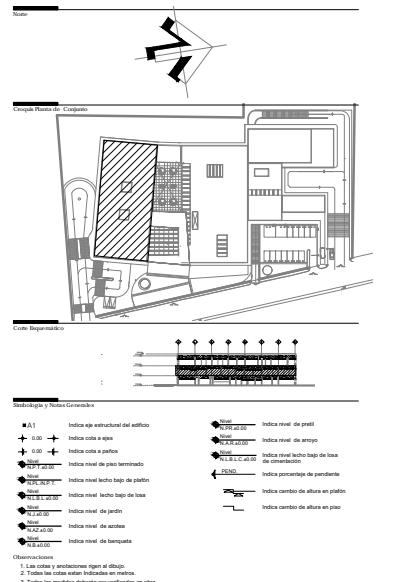 Norte
Croquis Planta de Conjunto
Corte Esquemático
Simbología y Notas Generales
A1 Indica eje estructural del edificio
0.00 Indica cota a ejes
0.00 Indica cota a paños
Nivel
N.P.T.±0.00 Indica nivel de piso terminado
Nivel
N.PL./N.P.T. Indica nivel lecho bajo de plafón
Nivel
N.L.B.L.±0.00 Indica nivel lecho bajo de losa
Nivel
N.J.±0.00 Indica nivel de jardín
Nivel
N.AZ.±0.00 Indica nivel de azotea
Nivel
N.B.±0.00 Indica nivel de banqueta
Nivel
N.PR.±0.00 Indica nivel de pretil
Nivel
N.A.R.±0.00 Indica nivel de arroyo
Nivel
N.L.B.L.C.±0.00 Indica nivel lecho bajo de losa
de cimentación
PEND. Indica porcentaje de pendiente
Indica cambio de altura en plafón
Indica cambio de altura en piso
Observaciones
1. Las cotas y anotaciones rigen al dibujo.
2. Todas las cotas estan Indicadas en metros.